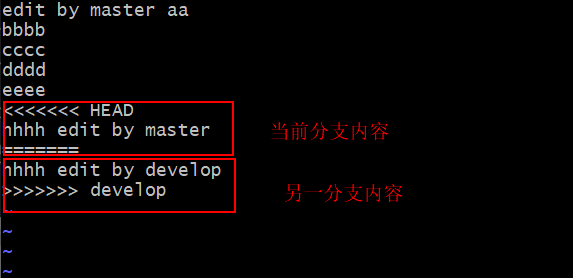 edit by master aa
bbbb
cccc
dddd
eeee
<<<<<<< HEAD
hhhh edit by master
当前分支内容
=======
hhhh edit by develop
>>>>>>> develop
另一分支内容
~
~
~
~